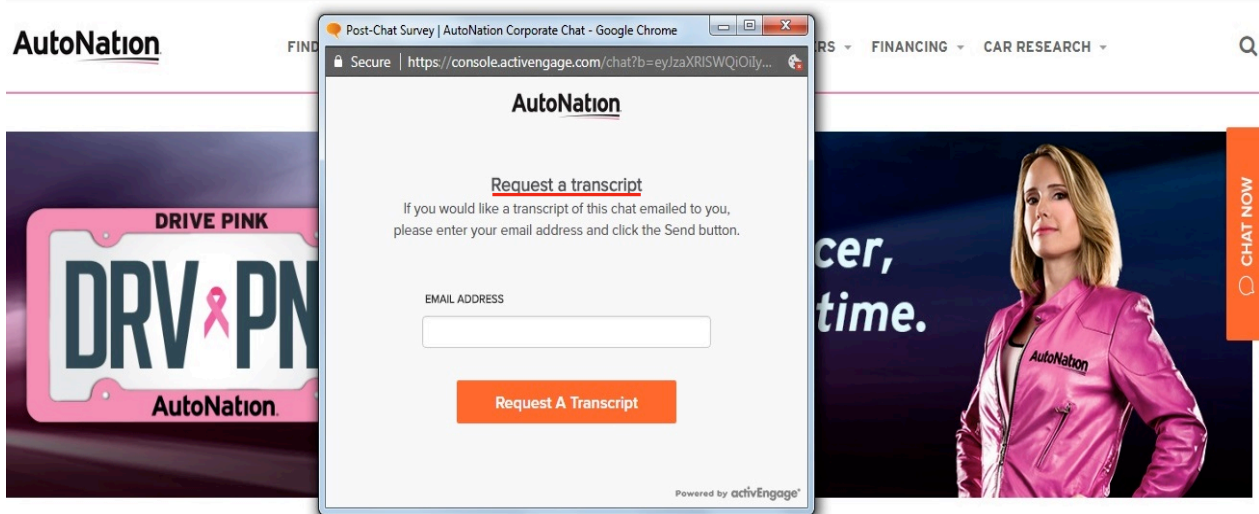 AutoNation
FIND
RS
FINANCING
CAR RESEARCH
Post-Chat Survey | AutoNation Corporate Chat - Google Chrome
Secure | https://console.activengage.com/chat?b=eyJzaXRlSWQiOiIy...
AutoNation
Request a transcript
If you would like a transcript of this chat emailed to you,
please enter your email address and click the Send button.
EMAIL ADDRESS
Request A Transcript
Powered by activEngage®
DRIVE PINK
DRV PN
AutoNation.
cer,
time.
AutoNation
CHAT NOW